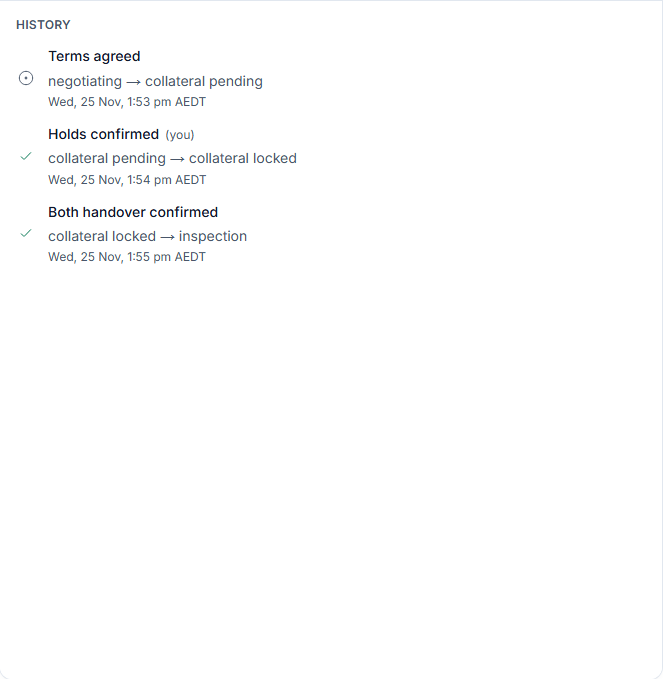 HISTORY
Terms agreed
negotiating → collateral pending
Wed, 25 Nov, 1:53 pm AEDT
Holds confirmed (you)
collateral pending → collateral locked
Wed, 25 Nov, 1:54 pm AEDT
Both handover confirmed
collateral locked → inspection
Wed, 25 Nov, 1:55 pm AEDT